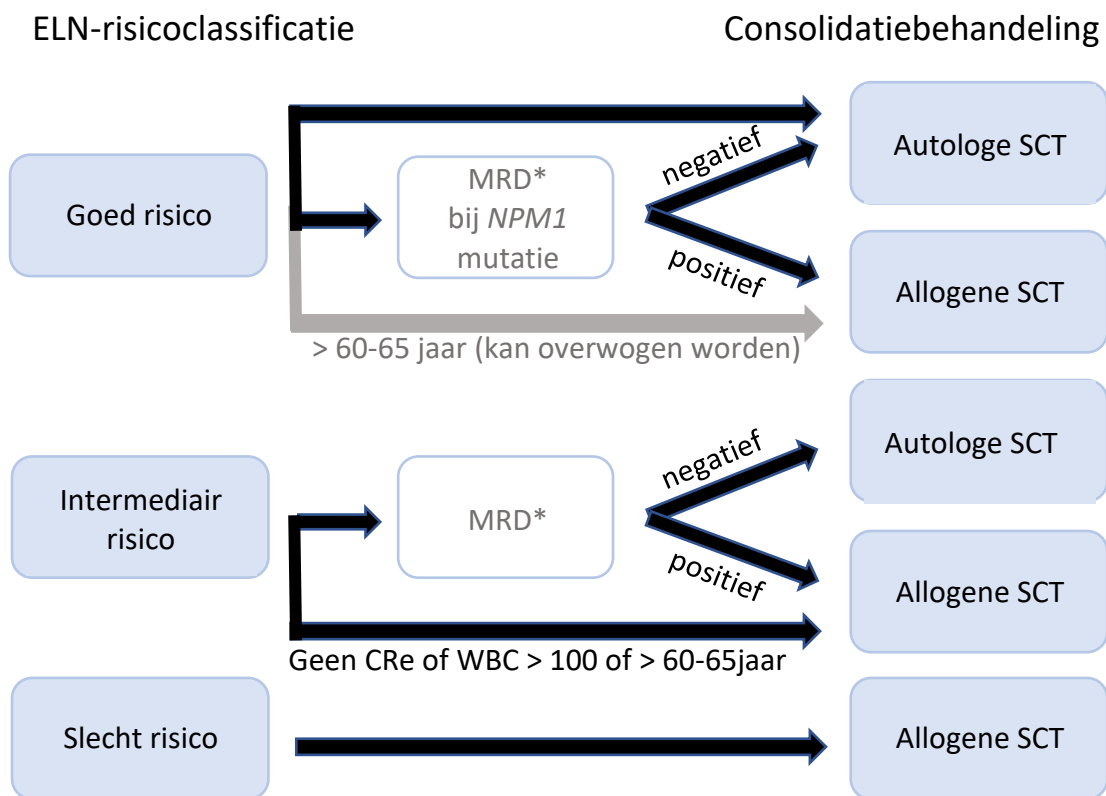 ELN-risicoclassificatie
Consolidatiebehandeling
Goed risico
MRD*
bij NPM1
mutatie
negatief
positief
Autologe SCT
Allogene SCT
> 60-65 jaar (kan overwogen worden)
Intermediair
risico
MRD*
negatief
positief
Autologe SCT
Allogene SCT
Geen CRe of WBC > 100 of > 60-65jaar
Slecht risico
Allogene SCT